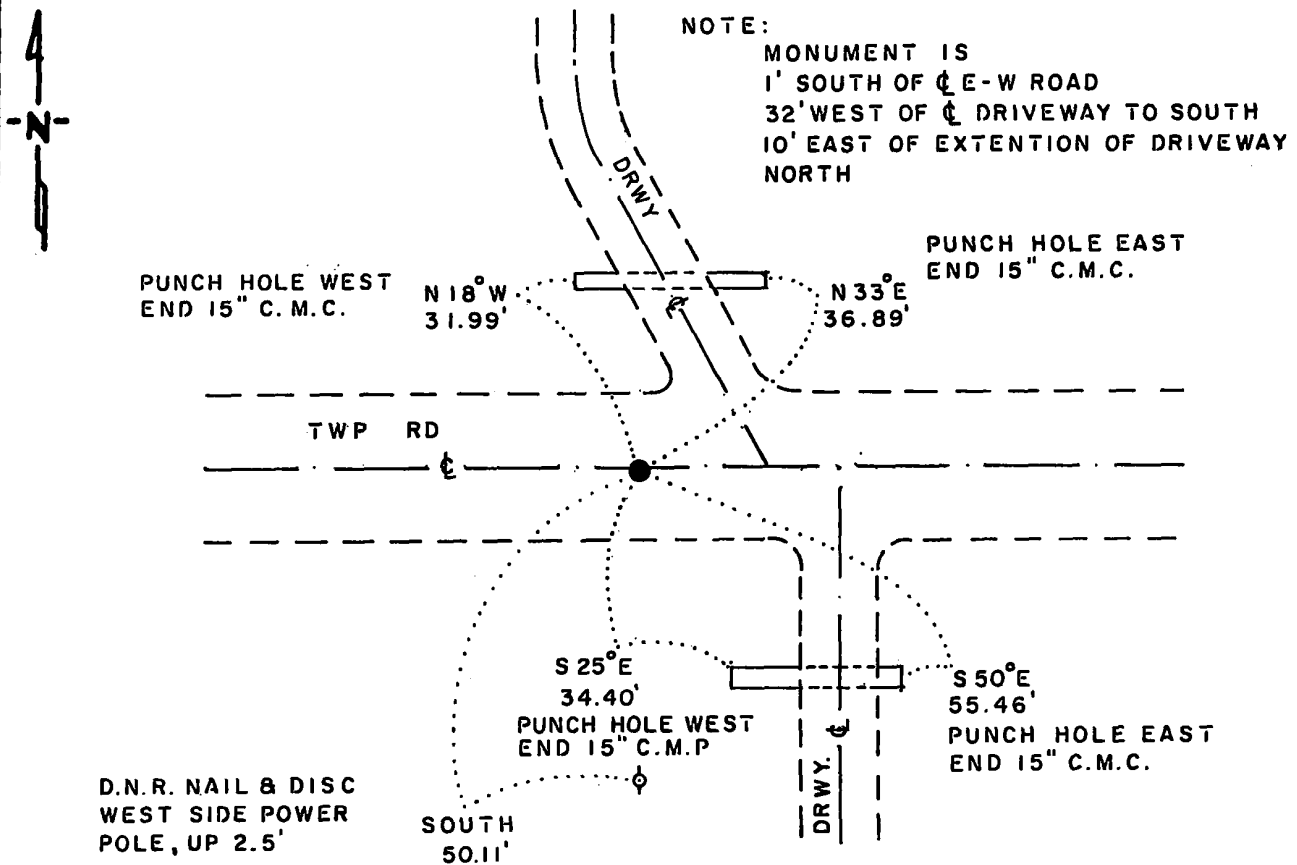 NOTE:
MONUMENT IS
1' SOUTH OF ℄ E-W ROAD
32' WEST OF ℄ DRIVEWAY TO SOUTH
10' EAST OF EXTENTION OF DRIVEWAY
NORTH
-N-
DRWY
PUNCH HOLE EAST
END 15" C.M.C.
PUNCH HOLE WEST
END 15" C.M.C.
N 18° W
31.99'
N 33° E
36.89'
℄
TWP RD
℄
S 25° E
34.40'
PUNCH HOLE WEST
END 15" C.M.P
S 50° E
55.46'
PUNCH HOLE EAST
END 15" C.M.C.
DRWY. ℄
D.N.R. NAIL & DISC
WEST SIDE POWER
POLE, UP 2.5'
SOUTH
50.11'